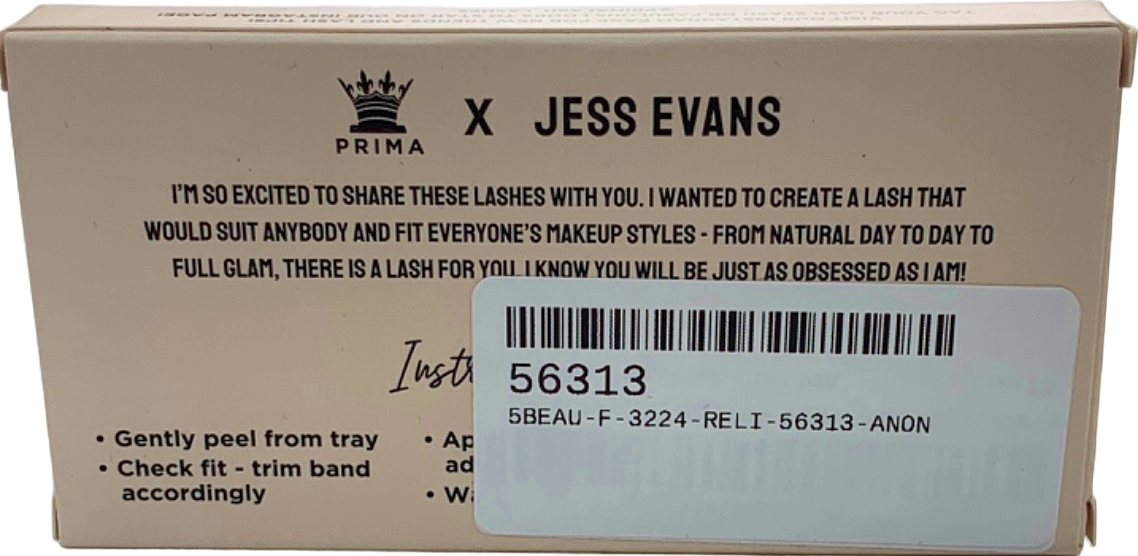 PRIMA X JESS EVANS
I'M SO EXCITED TO SHARE THESE LASHES WITH YOU. I WANTED TO CREATE A LASH THAT
WOULD SUIT ANYBODY AND FIT EVERYONE'S MAKEUP STYLES - FROM NATURAL DAY TO DAY TO
FULL GLAM, THERE IS A LASH FOR YOU. I KNOW YOU WILL BE JUST AS OBSESSED AS I AM!
56313
5BEAU-F-3224-RELI-56313-ANON
• Gently peel from tray
• Check fit - trim band
accordingly